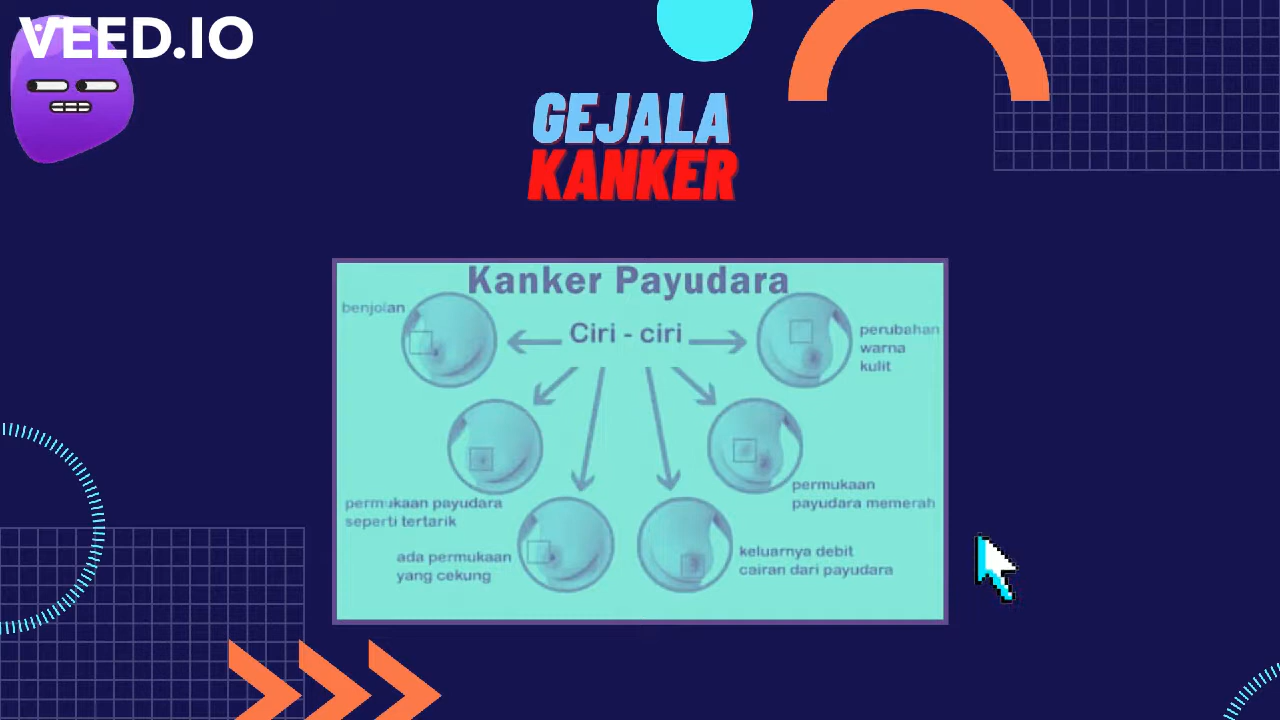 VEED.IO
GEJALA
KANKER
Kanker Payudara
benjolan
Ciri - ciri
perubahan
warna
kulit
permukaan payudara
seperti tertarik
permukaan
payudara memerah
ada permukaan
yang cekung
keluarnya debit
cairan dari payudara